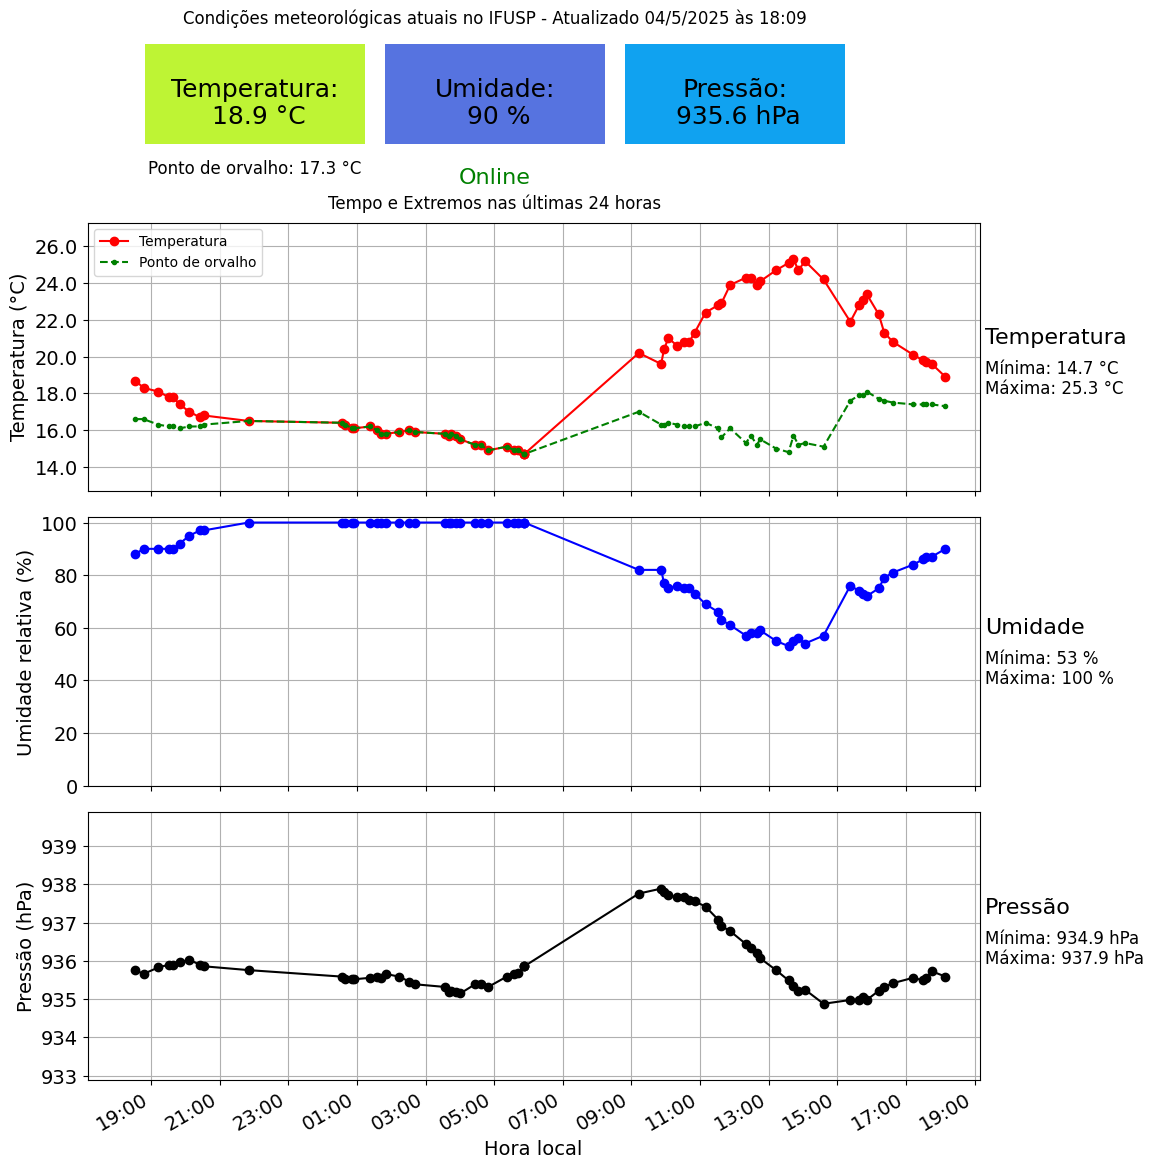 Condições meteorológicas atuais no IFUSP - Atualizado 04/5/2025 às 18:09
Temperatura:
18.9 °C
Umidade:
90 %
Pressão:
935.6 hPa
Ponto de orvalho: 17.3 °C
Online
Tempo e Extremos nas últimas 24 horas
Temperatura (°C)
26.0
24.0
22.0
20.0
18.0
16.0
14.0
Temperatura
Ponto de orvalho
Temperatura
Mínima: 14.7 °C
Máxima: 25.3 °C
Umidade relativa (%)
100
80
60
40
20
0
Umidade
Mínima: 53 %
Máxima: 100 %
Pressão (hPa)
939
938
937
936
935
934
933
Pressão
Mínima: 934.9 hPa
Máxima: 937.9 hPa
19:00 21:00 23:00 01:00 03:00 05:00 07:00 09:00 11:00 13:00 15:00 17:00 19:00
Hora local